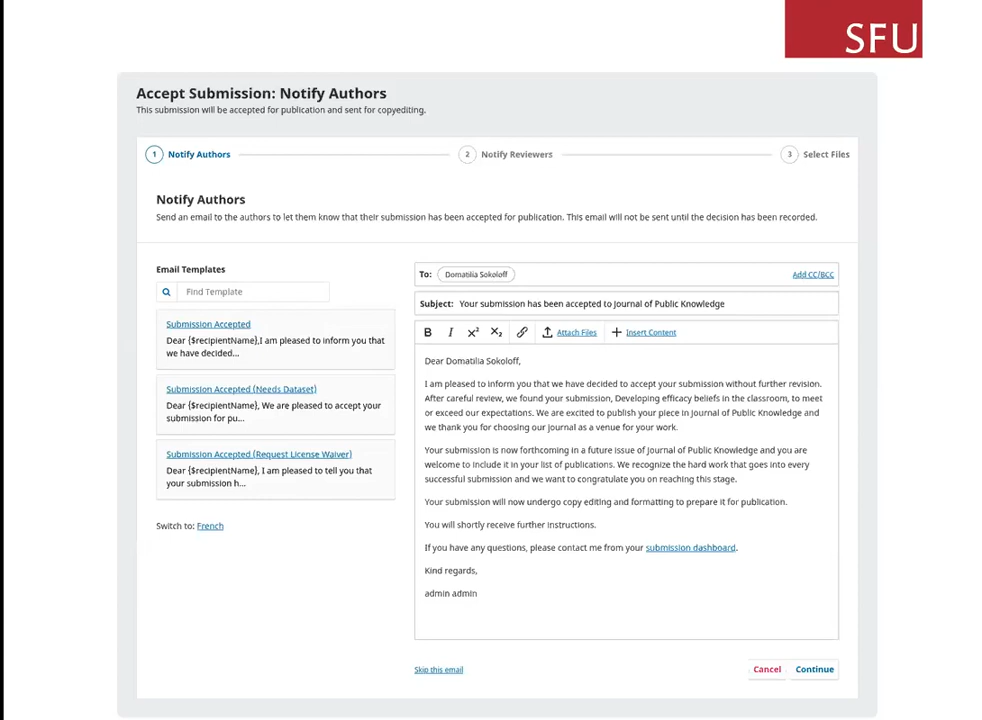 SFU
Accept Submission: Notify Authors
This submission will be accepted for publication and sent for copyediting.
1 Notify Authors
2 Notify Reviewers
3 Select Files
Notify Authors
Send an email to the authors to let them know that their submission has been accepted for publication. This email will not be sent until the decision has been recorded.
Email Templates
Find Template
Submission Accepted
Dear {$recipientName},I am pleased to inform you that
we have decided...
Submission Accepted (Needs Dataset)
Dear {$recipientName}, We are pleased to accept your
submission for pu...
Submission Accepted (Request License Waiver)
Dear {$recipientName}, I am pleased to tell you that
your submission h...
Switch to: French
To: Domatilia Sokoloff Add CC/BCC
Subject: Your submission has been accepted to Journal of Public Knowledge
B I x² x₂ Attach Files Insert Content
Dear Domatilia Sokoloff,
I am pleased to inform you that we have decided to accept your submission without further revision.
After careful review, we found your submission, Developing efficacy beliefs in the classroom, to meet
or exceed our expectations. We are excited to publish your piece in Journal of Public Knowledge and
we thank you for choosing our journal as a venue for your work.
Your submission is now forthcoming in a future issue of Journal of Public Knowledge and you are
welcome to include it in your list of publications. We recognize the hard work that goes into every
successful submission and we want to congratulate you on reaching this stage.
Your submission will now undergo copy editing and formatting to prepare it for publication.
You will shortly receive further instructions.
If you have any questions, please contact me from your submission dashboard.
Kind regards,
admin admin
Skip this email
Cancel Continue